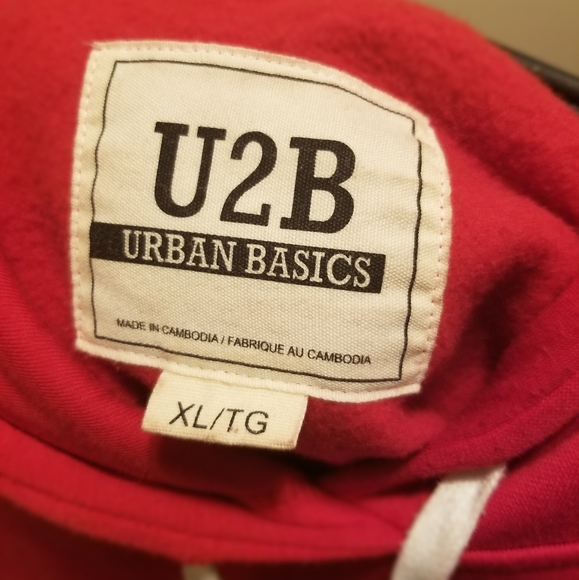 U2B
URBAN BASICS
MADE IN CAMBODIA / FABRIQUE AU CAMBODIA
XL/TG